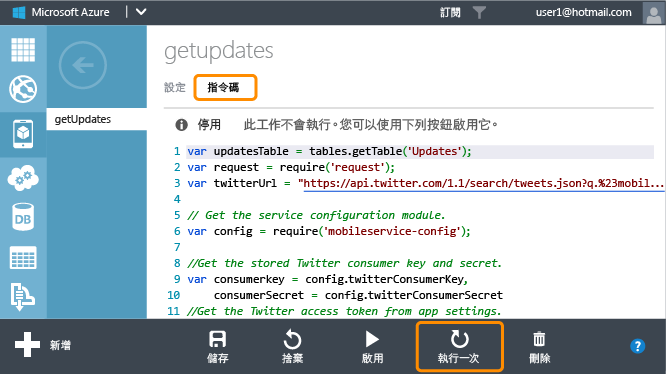 Microsoft Azure 訂閱 user1@hotmail.com
getupdates
設定 指令碼
getUpdates
停用 此工作不會執行。您可以使用下列按鈕啟用它。
1 var updatesTable = tables.getTable('Updates');
2 var request = require('request');
3 var twitterUrl = "https://api.twitter.com/1.1/search/tweets.json?q.%23mobil...
4
5 // Get the service configuration module.
6 var config = require('mobileservice-config');
7
8 //Get the stored Twitter consumer key and secret.
9 var consumerkey = config.twitterConsumerKey,
10 consumerSecret = config.twitterConsumerSecret
11 //Get the Twitter access token from app settings.
DB
新增 儲存 捨棄 啟用 執行一次 刪除 ?